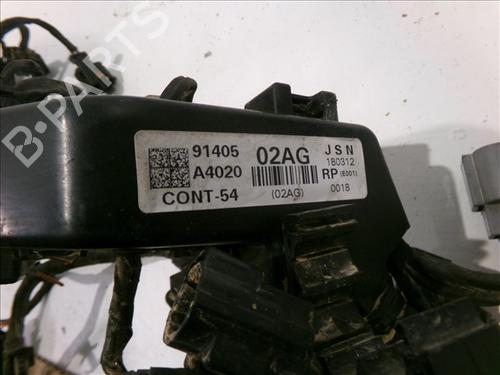 B-PARTS
91405 02AG JSN
A4020 180312
RP (E001)
CONT-54 (02AG) 0018